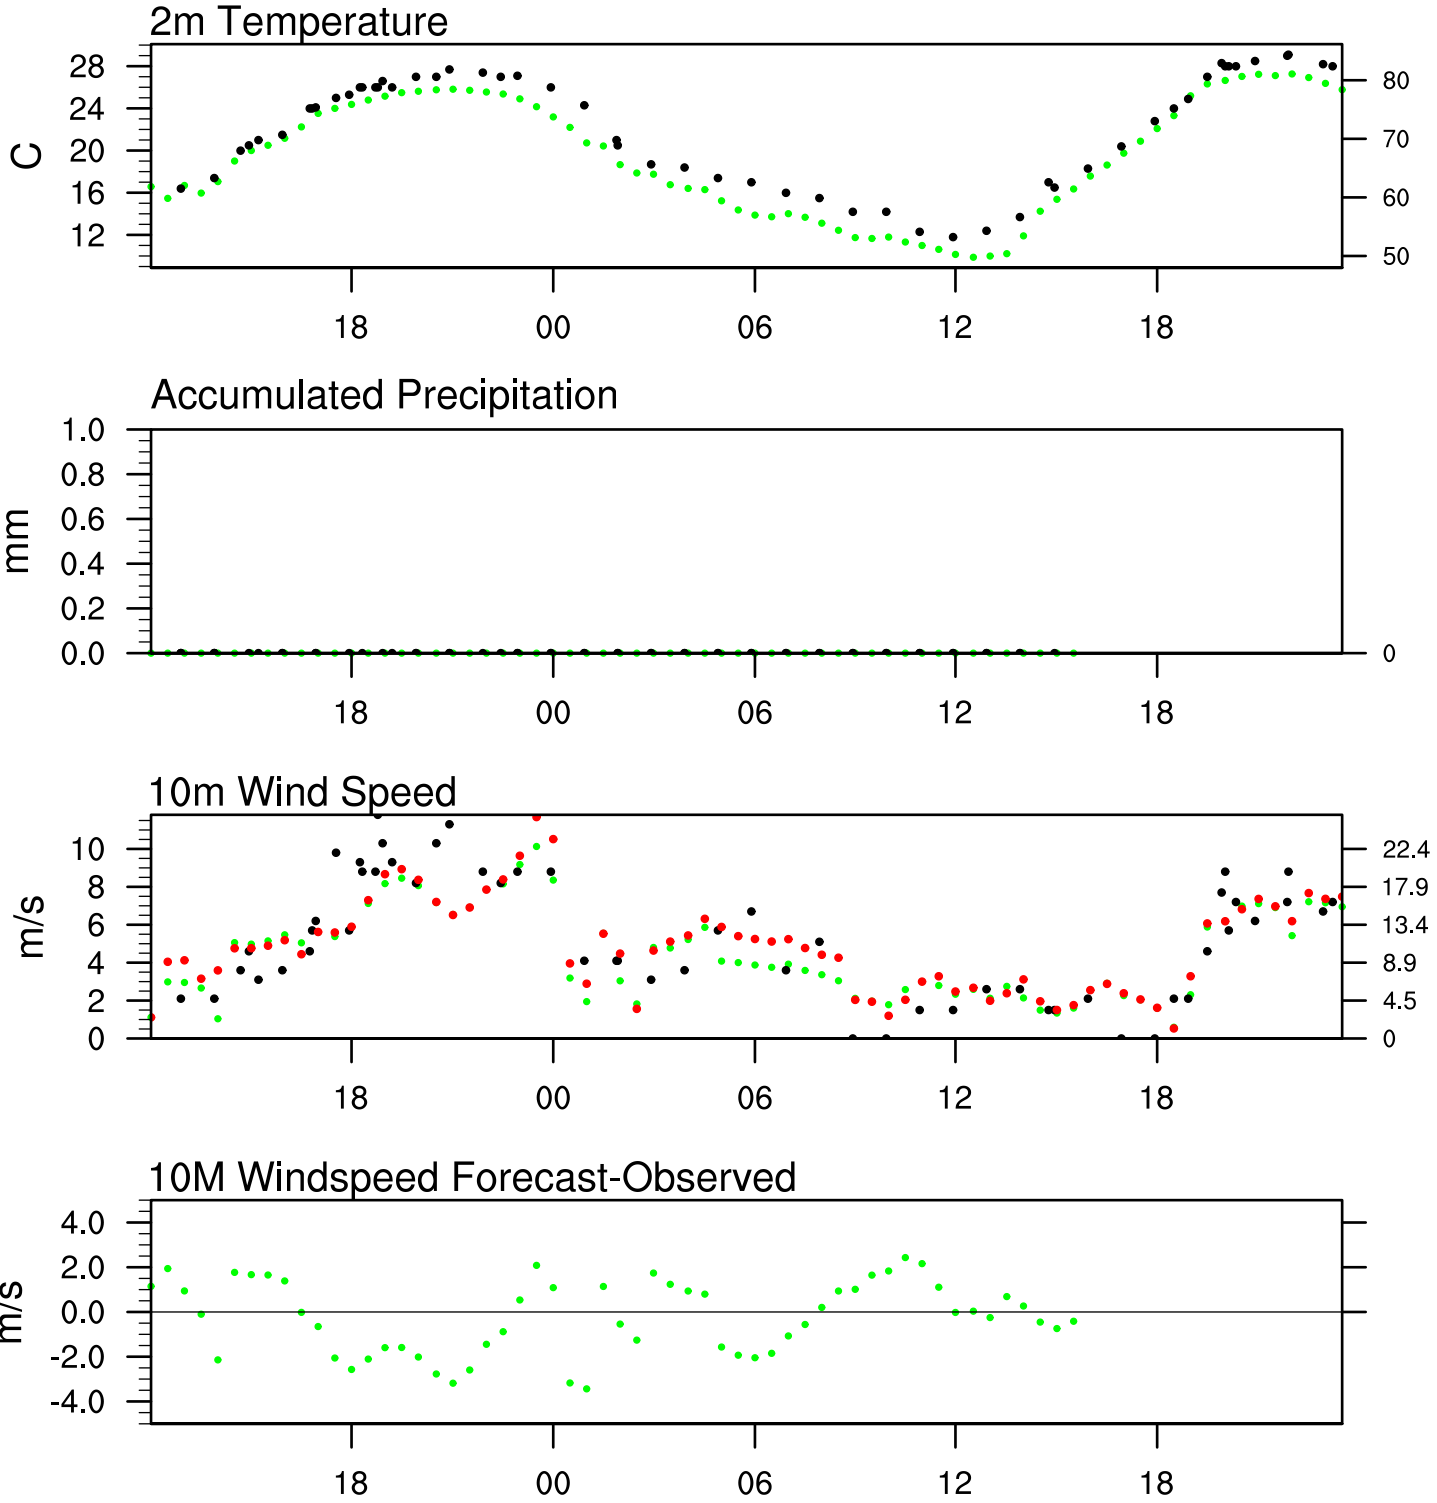 2m Temperature
28
24
20
16
12
C
80
70
60
50
18 00 06 12 18
Accumulated Precipitation
1.0
0.8
0.6
0.4
0.2
0.0
mm
0
18 00 06 12 18
10m Wind Speed
10
8
6
4
2
0
m/s
22.4
17.9
13.4
8.9
4.5
0
18 00 06 12 18
10M Windspeed Forecast-Observed
4.0
2.0
0.0
-2.0
-4.0
m/s
18 00 06 12 18